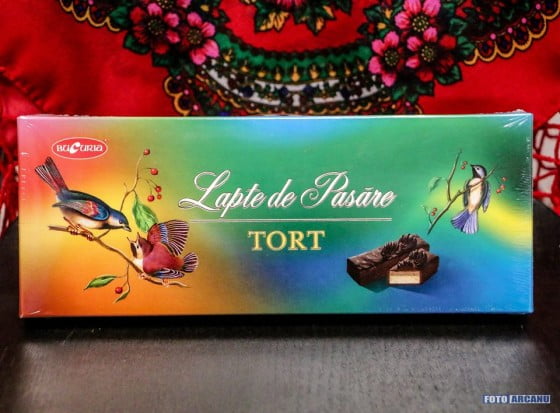 BUCURIA
Lapte de Pasăre
TORT
FOTO ARCANU